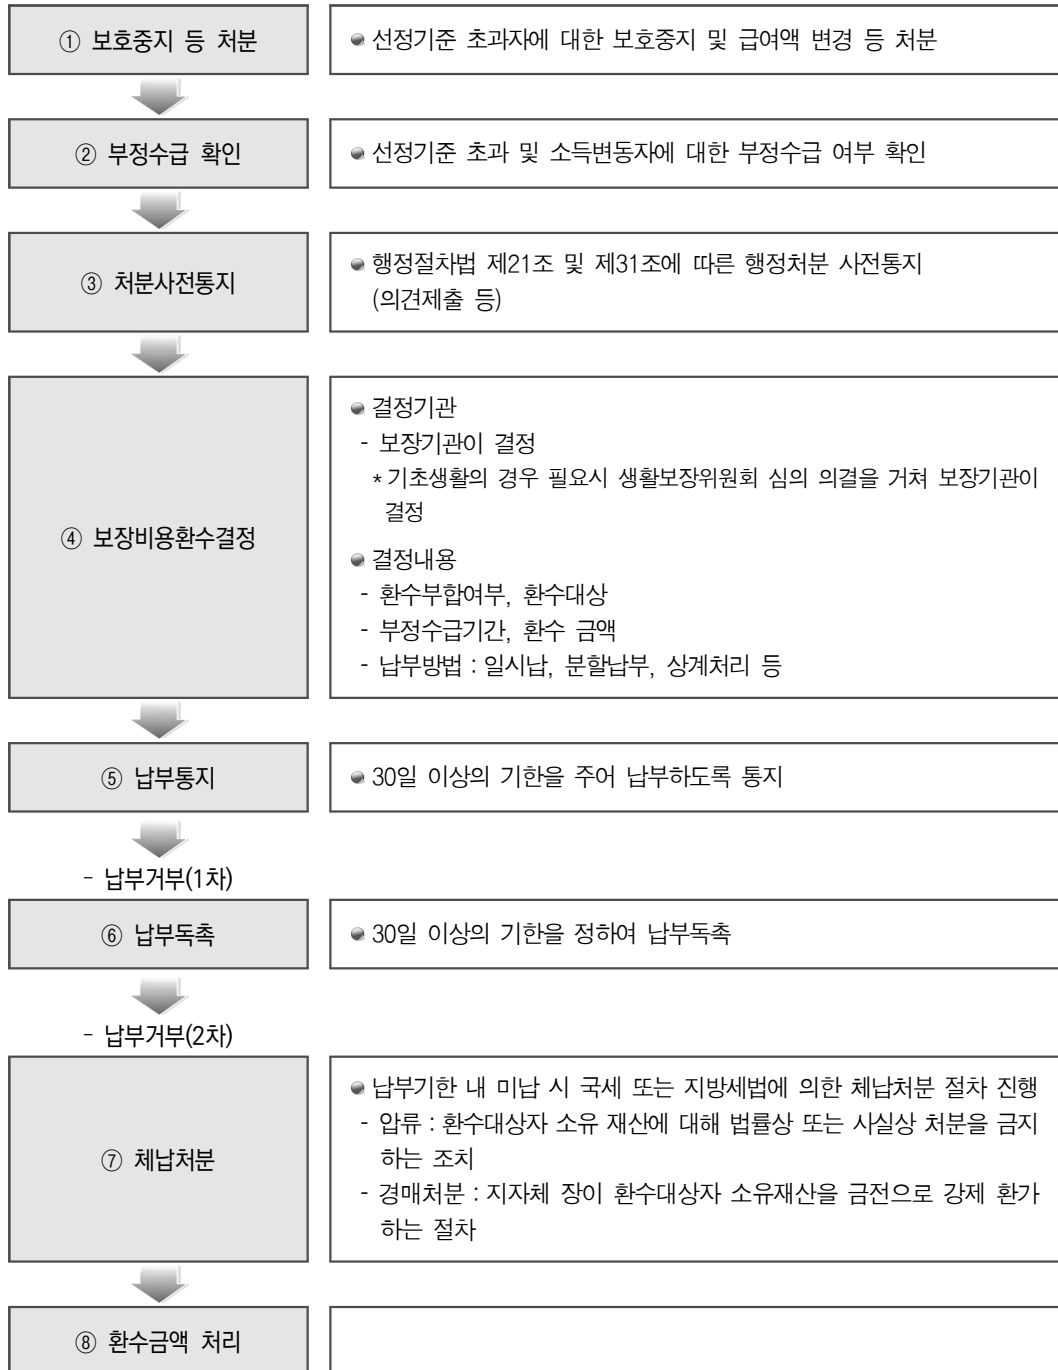 ① 보호중지 등 처분
선정기준 초과자에 대한 보호중지 및 급여액 변경 등 처분
② 부정수급 확인
선정기준 초과 및 소득변동자에 대한 부정수급 여부 확인
③ 처분사전통지
행정절차법 제21조 및 제31조에 따른 행정처분 사전통지
(의견제출 등)
④ 보장비용환수결정
결정기관
- 보장기관이 결정
* 기초생활의 경우 필요시 생활보장위원회 심의 의결을 거쳐 보장기관이
결정
결정내용
- 환수부합여부, 환수대상
- 부정수급기간, 환수 금액
- 납부방법 : 일시납, 분할납부, 상계처리 등
⑤ 납부통지
30일 이상의 기한을 주어 납부하도록 통지
- 납부거부(1차)
⑥ 납부독촉
30일 이상의 기한을 정하여 납부독촉
- 납부거부(2차)
⑦ 체납처분
납부기한 내 미납 시 국세 또는 지방세법에 의한 체납처분 절차 진행
- 압류 : 환수대상자 소유 재산에 대해 법률상 또는 사실상 처분을 금지
하는 조치
- 경매처분 : 지자체 장이 환수대상자 소유재산을 금전으로 강제 환가
하는 절차
⑧ 환수금액 처리